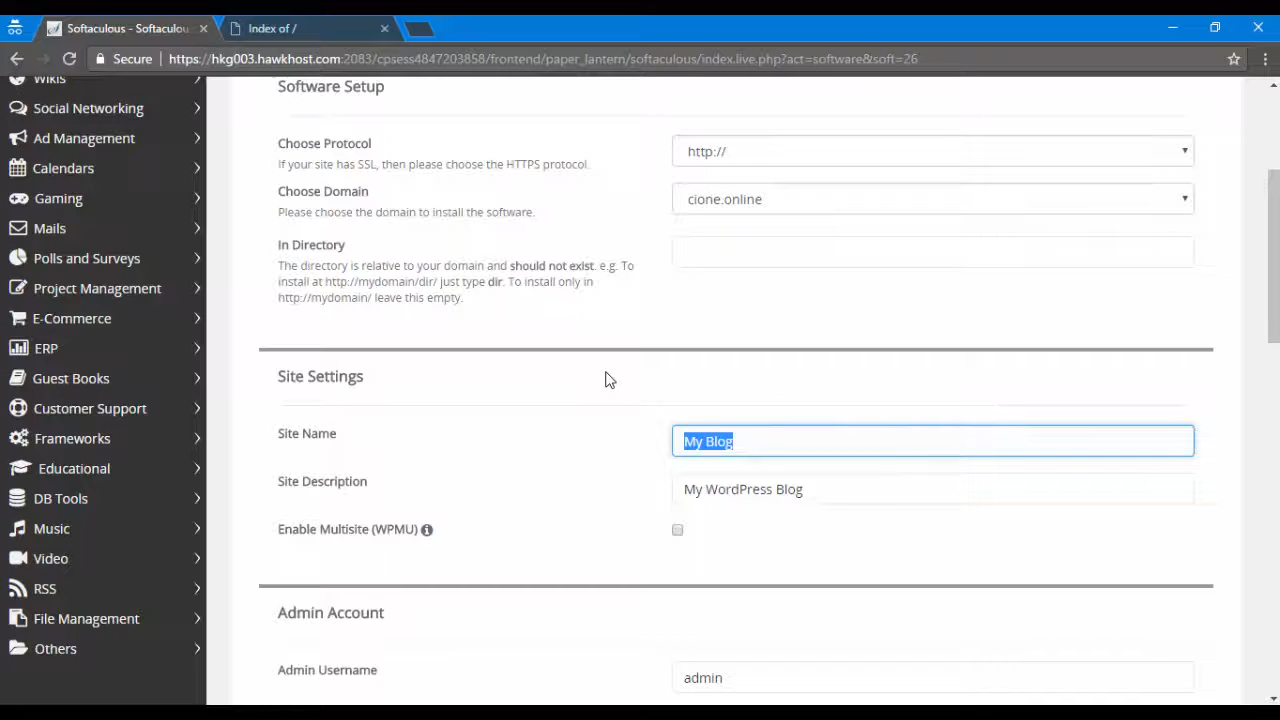 Softaculous - Softaculou
Index of /
Secure
https://hkg003.hawkhost.com:2083/cpsess4847203858/frontend/paper_lantern/softaculous/index.live.php?act=software&soft=26
Wikis
Social Networking
Ad Management
Calendars
Gaming
Mails
Polls and Surveys
Project Management
E-Commerce
ERP
Guest Books
Customer Support
Frameworks
Educational
DB Tools
Music
Video
RSS
File Management
Others
Software Setup
Choose Protocol
If your site has SSL, then please choose the HTTPS protocol.
http://
Choose Domain
Please choose the domain to install the software.
cione.online
In Directory
The directory is relative to your domain and should not exist. e.g. To
install at http://mydomain/dir/ just type dir. To install only in
http://mydomain/ leave this empty.
Site Settings
Site Name
My Blog
Site Description
My WordPress Blog
Enable Multisite (WPMU)
Admin Account
Admin Username
admin